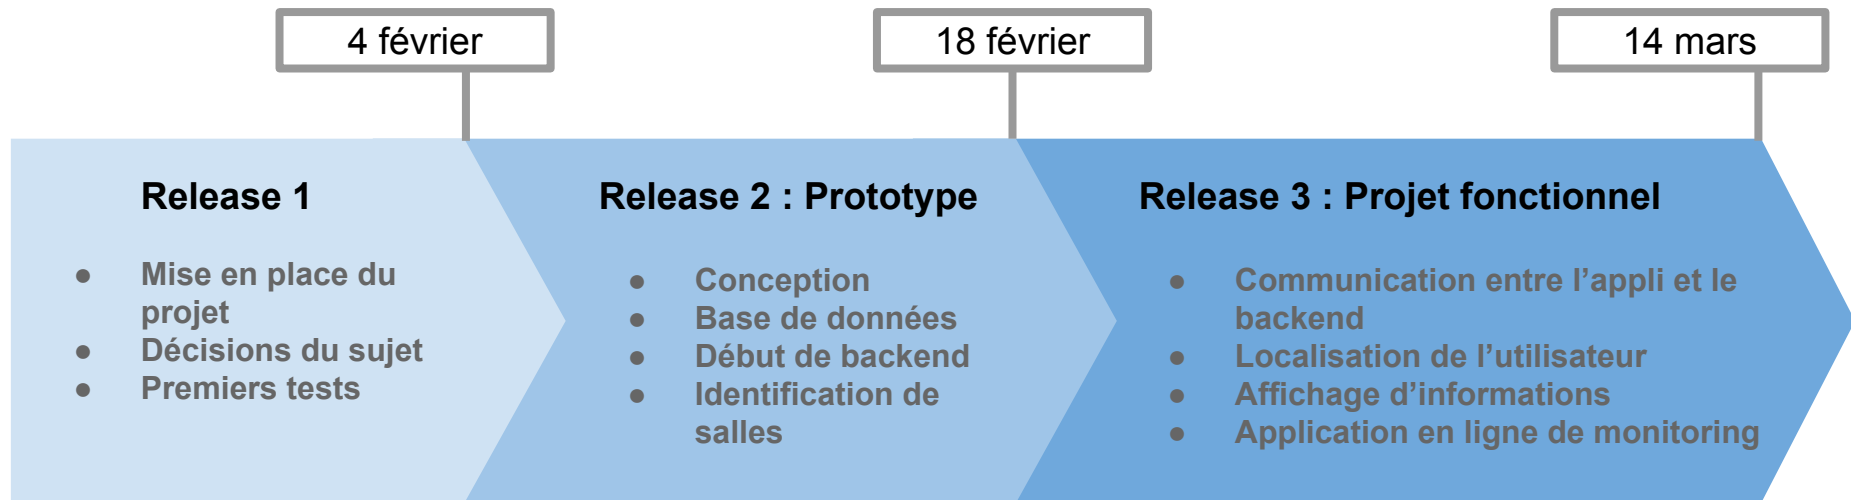 4 février
18 février
14 mars
Release 1
● Mise en place du
projet
● Décisions du sujet
● Premiers tests
Release 2 : Prototype
● Conception
● Base de données
● Début de backend
● Identification de
salles
Release 3 : Projet fonctionnel
● Communication entre l’appli et le
backend
● Localisation de l’utilisateur
● Affichage d’informations
● Application en ligne de monitoring